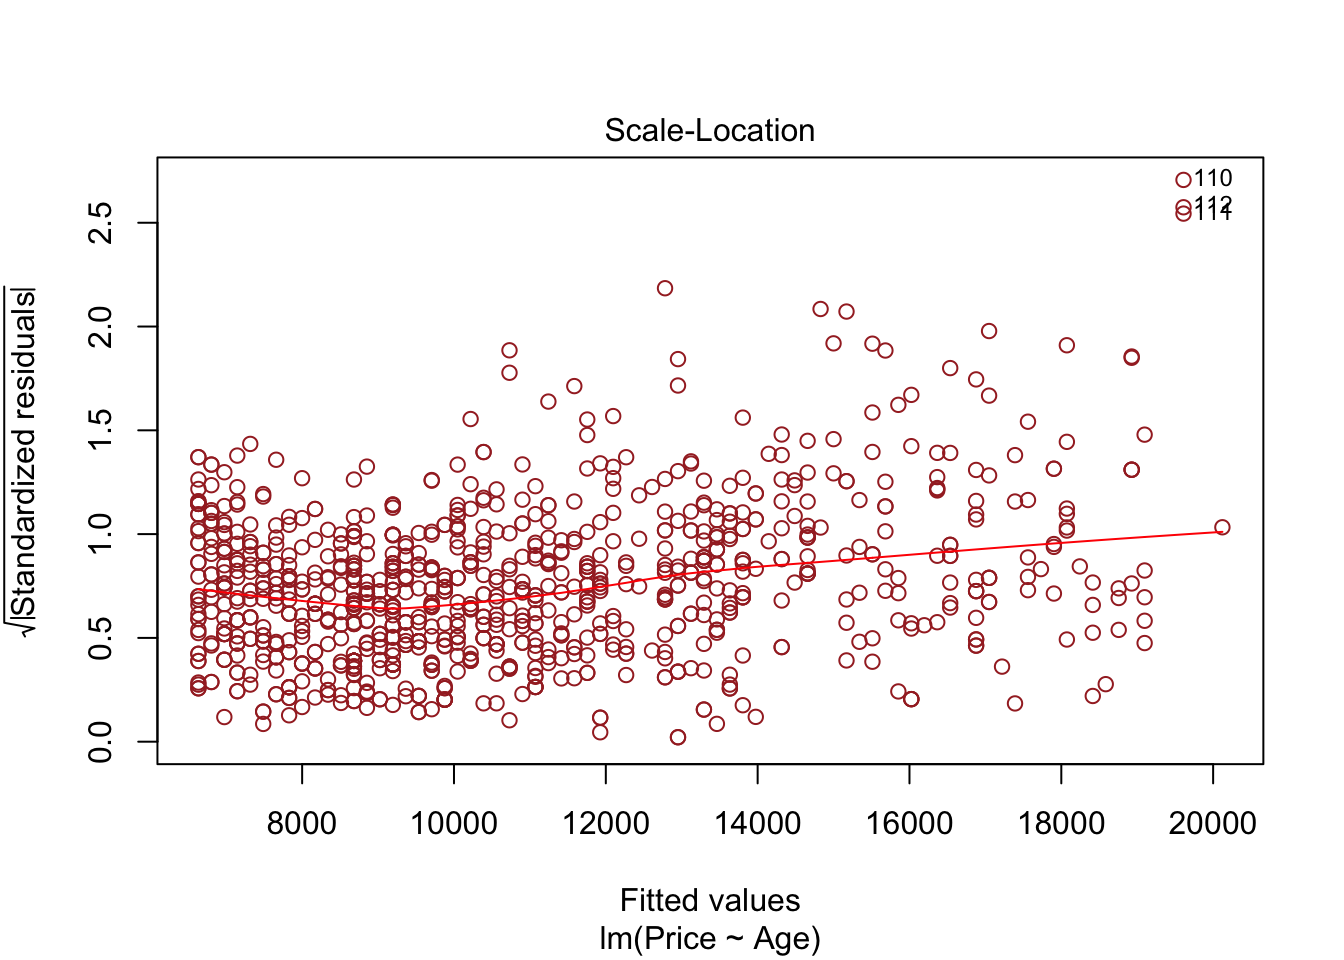 Scale-Location
110
112
114
2.5
2.0
1.5
1.0
0.5
0.0
√|Standardized residuals|
8000 10000 12000 14000 16000 18000 20000
Fitted values
lm(Price ~ Age)